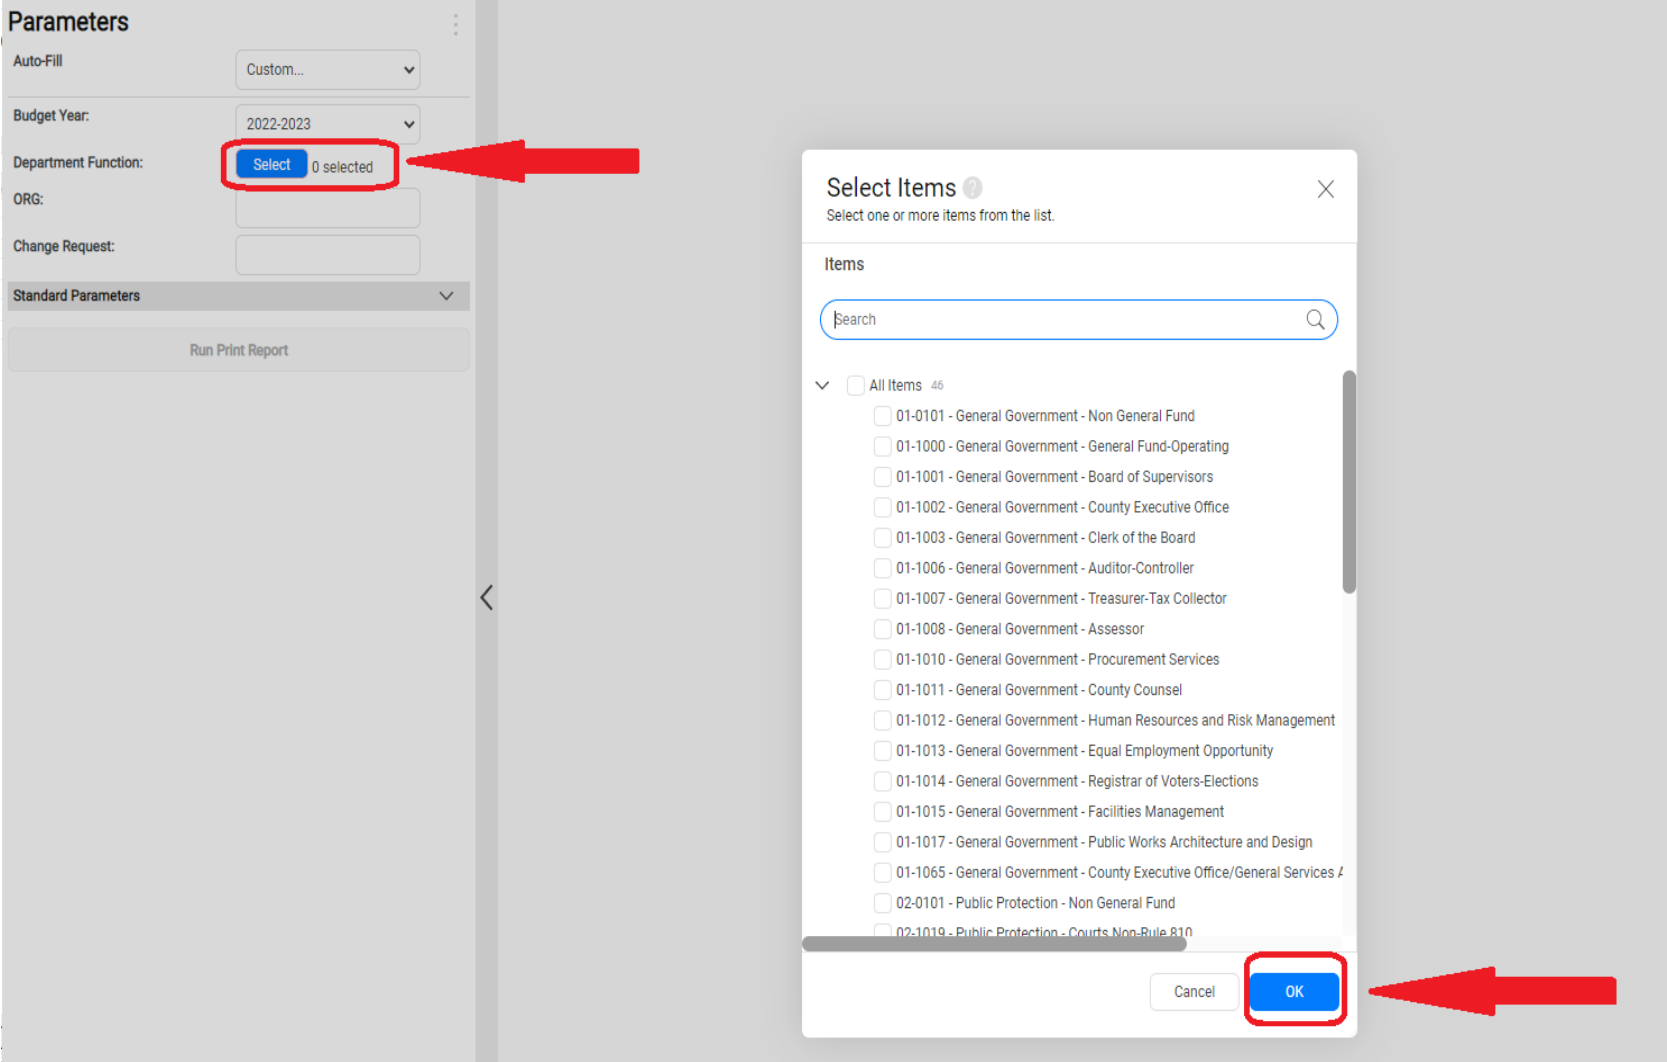 Parameters
Auto-Fill
Custom...
Budget Year:
2022-2023
Department Function:
Select 0 selected
ORG:
Change Request:
Standard Parameters
Run Print Report
Select Items ?
Select one or more items from the list.
Items
Search
All Items 46
01-0101 - General Government - Non General Fund
01-1000 - General Government - General Fund-Operating
01-1001 - General Government - Board of Supervisors
01-1002 - General Government - County Executive Office
01-1003 - General Government - Clerk of the Board
01-1006 - General Government - Auditor-Controller
01-1007 - General Government - Treasurer-Tax Collector
01-1008 - General Government - Assessor
01-1010 - General Government - Procurement Services
01-1011 - General Government - County Counsel
01-1012 - General Government - Human Resources and Risk Management
01-1013 - General Government - Equal Employment Opportunity
01-1014 - General Government - Registrar of Voters-Elections
01-1015 - General Government - Facilities Management
01-1017 - General Government - Public Works Architecture and Design
01-1065 - General Government - County Executive Office/General Services A
02-0101 - Public Protection - Non General Fund
02-1019 - Public Protection - Courts Non-Rule 810
Cancel OK